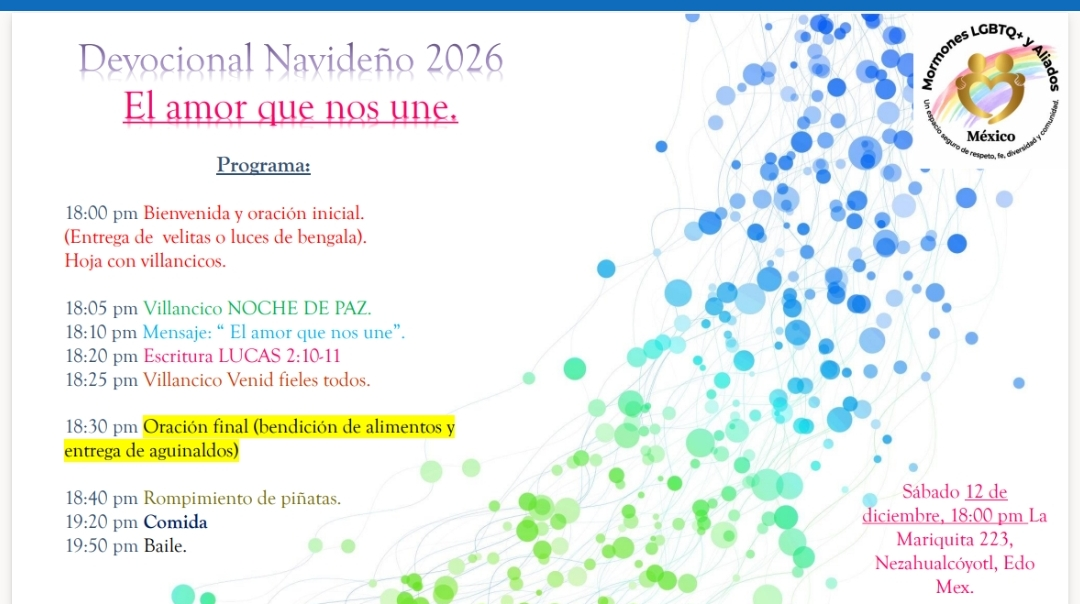 Devocional Navideño 2026
El amor que nos une.
Programa:
18:00 pm Bienvenida y oración inicial.
(Entrega de velitas o luces de bengala).
Hoja con villancicos.
18:05 pm Villancico NOCHE DE PAZ.
18:10 pm Mensaje: “ El amor que nos une”.
18:20 pm Escritura LUCAS 2:10-11
18:25 pm Villancico Venid fieles todos.
18:30 pm Oración final (bendición de alimentos y
entrega de aguinaldos)
18:40 pm Rompimiento de piñatas.
19:20 pm Comida
19:50 pm Baile.
Mormones LGBTQ+ y Aliados
México
Un espacio seguro de respeto, fe, diversidad y comunidad.
Sábado 12 de
diciembre, 18:00 pm La
Mariquita 223,
Nezahualcóyotl, Edo
Mex.